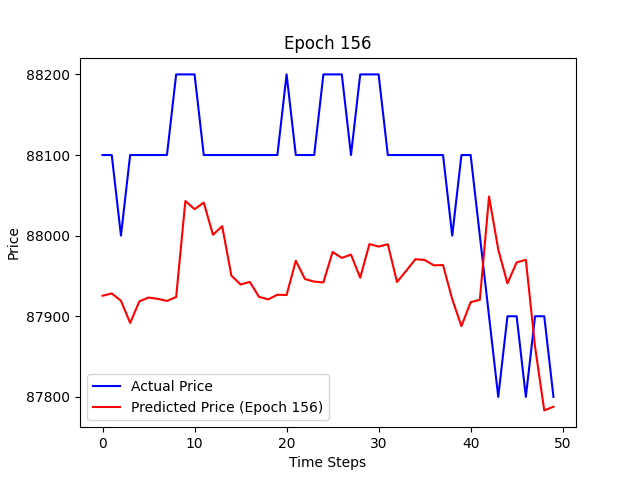 Epoch 156
88200
88100
88000
87900
87800
Price
Actual Price
Predicted Price (Epoch 156)
0 10 20 30 40 50
Time Steps